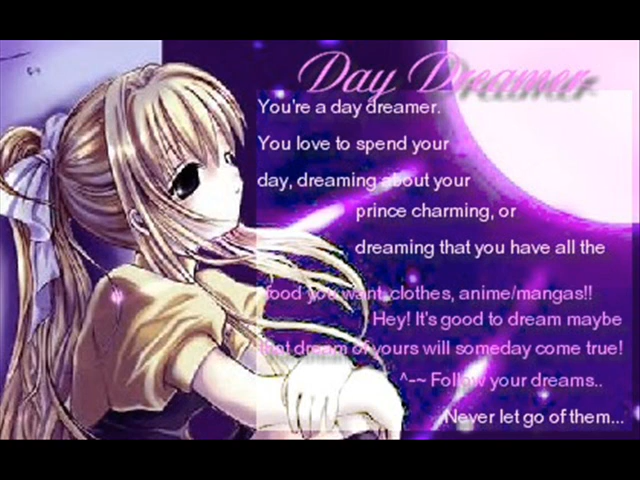 Day Dreamer
You're a day dreamer.
You love to spend your
day, dreaming about your
prince charming, or
dreaming that you have all the
food you want, clothes, anime/mangas!!
Hey! It's good to dream maybe
that dream of yours will someday come true!
^-~ Follow your dreams..
Never let go of them...